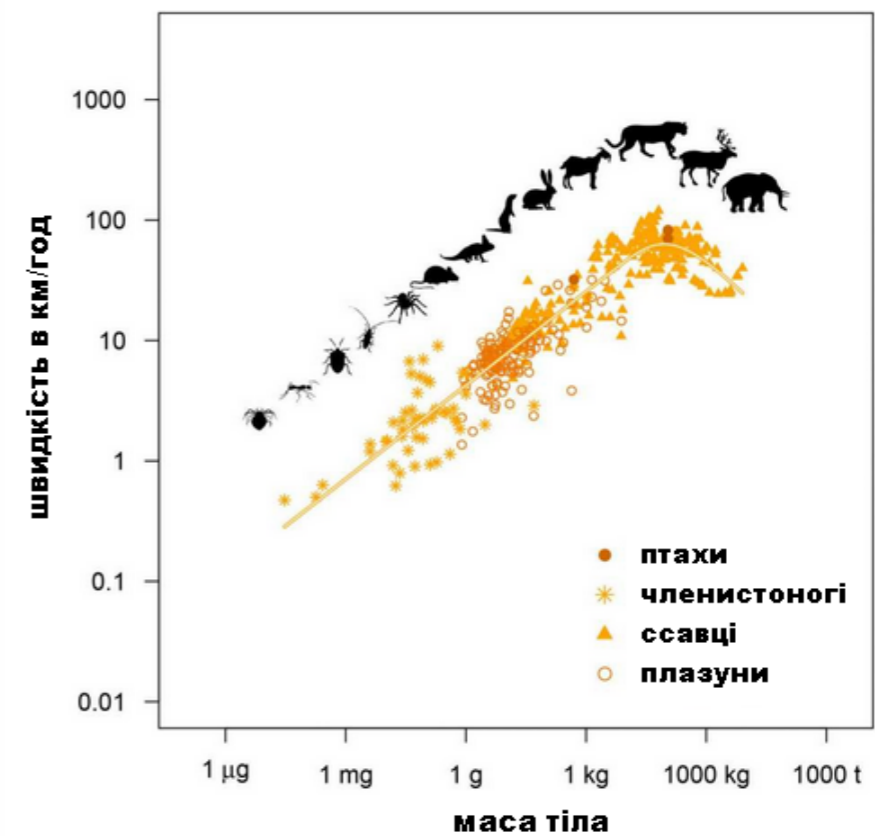 швидкість в км/год
1000
100
10
1
0.1
0.01
птахи
членистоногі
ссавці
плазуни
1 μg 1 mg 1 g 1 kg 1000 kg 1000 t
маса тіла